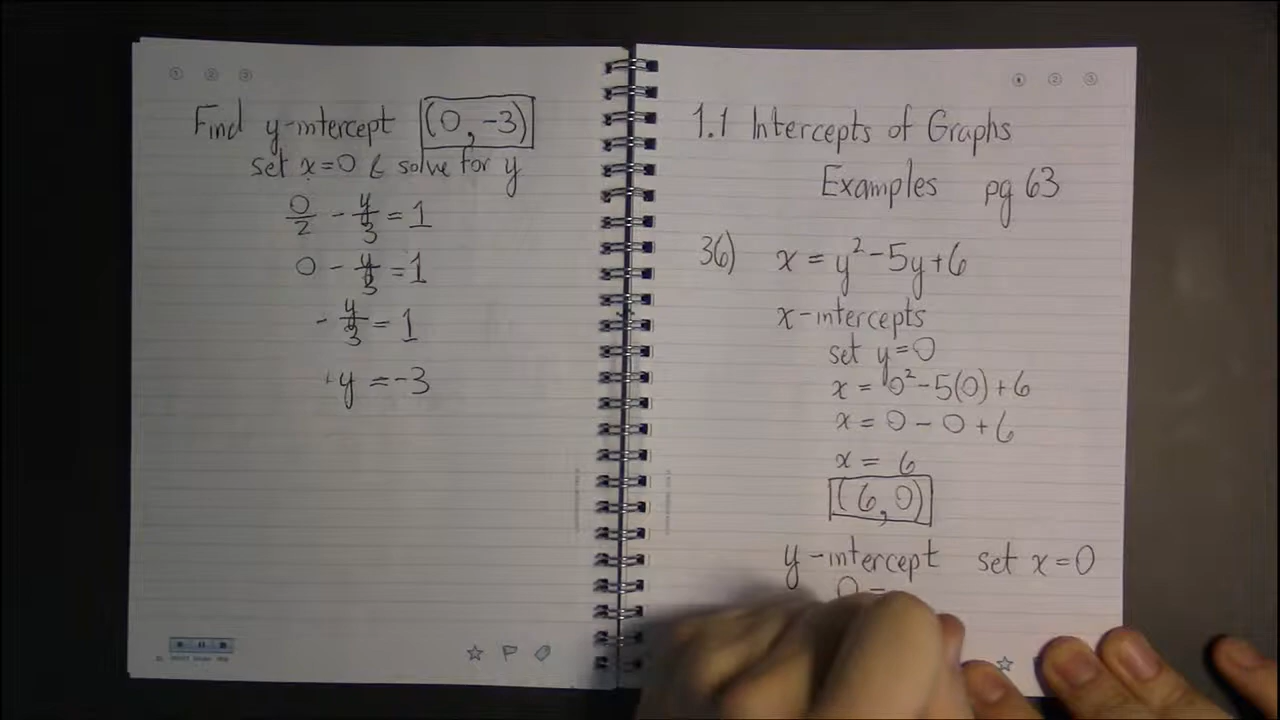 Find y-intercept (0, -3)
set x=0 & solve for y
0/2 - y/3 = 1
0 - y/3 = 1
- y/3 = 1
y = -3
1.1 Intercepts of Graphs
Examples pg 63
36) x = y² - 5y + 6
x-intercepts
set y=0
x = 0² - 5(0) + 6
x = 0 - 0 + 6
x = 6
(6, 0)
y-intercept set x=0
0 =